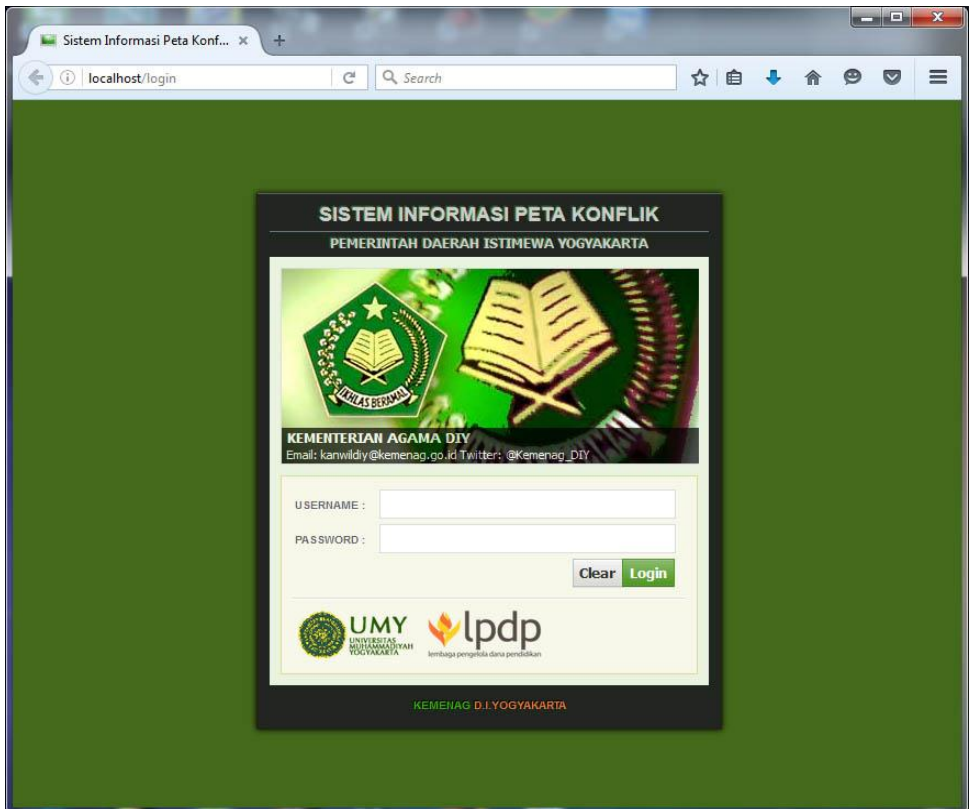 Sistem Informasi Peta Konf...
localhost/login
Search
SISTEM INFORMASI PETA KONFLIK
PEMERINTAH DAERAH ISTIMEWA YOGYAKARTA
IKHLAS BERAMAL
KEMENTERIAN AGAMA DIY
Email: kanwildiy@kemenag.go.id Twitter: @Kemenag_DIY
USERNAME :
PASSWORD :
Clear Login
UMY
UNIVERSITAS
MUHAMMADIYAH
YOGYAKARTA
lpdp
lembaga pengelola dana pendidikan
KEMENAG D.I.YOGYAKARTA